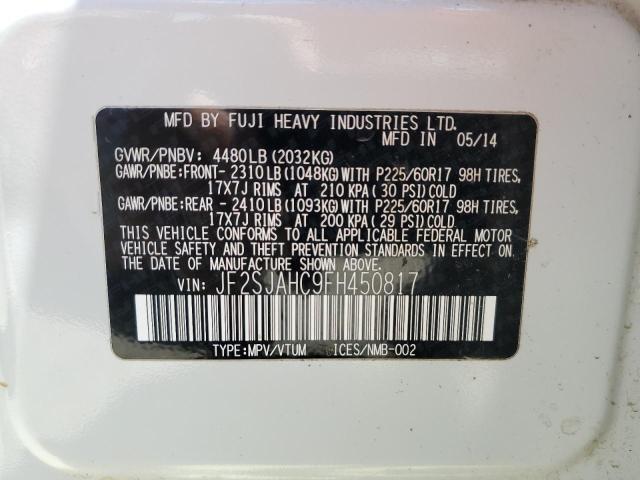 MFD BY FUJI HEAVY INDUSTRIES LTD.
MFD IN 05/14
GVWR/PNBV: 4480LB (2032KG)
GAWR/PNBE:FRONT- 2310LB (1048KG)WITH P225/60R17 98H TIRES,
17X7J RIMS AT 210 KPA( 30 PSI)COLD
GAWR/PNBE:REAR - 2410LB (1093KG)WITH P225/60R17 98H TIRES,
17X7J RIMS AT 200 KPA( 29 PSI)COLD
THIS VEHICLE CONFORMS TO ALL APPLICABLE FEDERAL MOTOR
VEHICLE SAFETY AND THEFT PREVENTION STANDARDS IN EFFECT ON
THE DATE OF MANUFACTURE SHOWN ABOVE.
VIN: JF2SJAHC9FH450817
TYPE:MPV/VTUM ICES/NMB-002